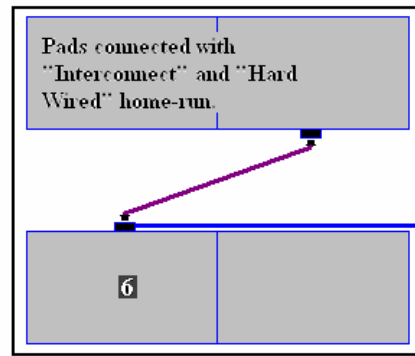 Pads connected with
"Interconnect" and "Hard
Wired" home-run.
6